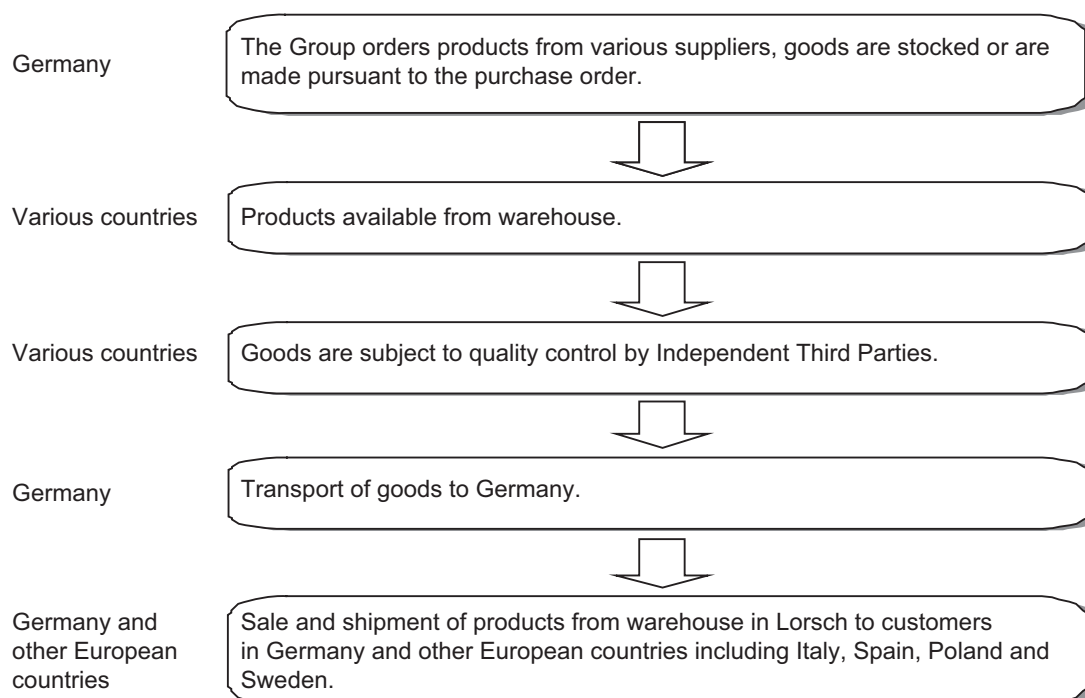 Germany
The Group orders products from various suppliers, goods are stocked or are
made pursuant to the purchase order.
Various countries
Products available from warehouse.
Various countries
Goods are subject to quality control by Independent Third Parties.
Germany
Transport of goods to Germany.
Germany and
other European
countries
Sale and shipment of products from warehouse in Lorsch to customers
in Germany and other European countries including Italy, Spain, Poland and
Sweden.